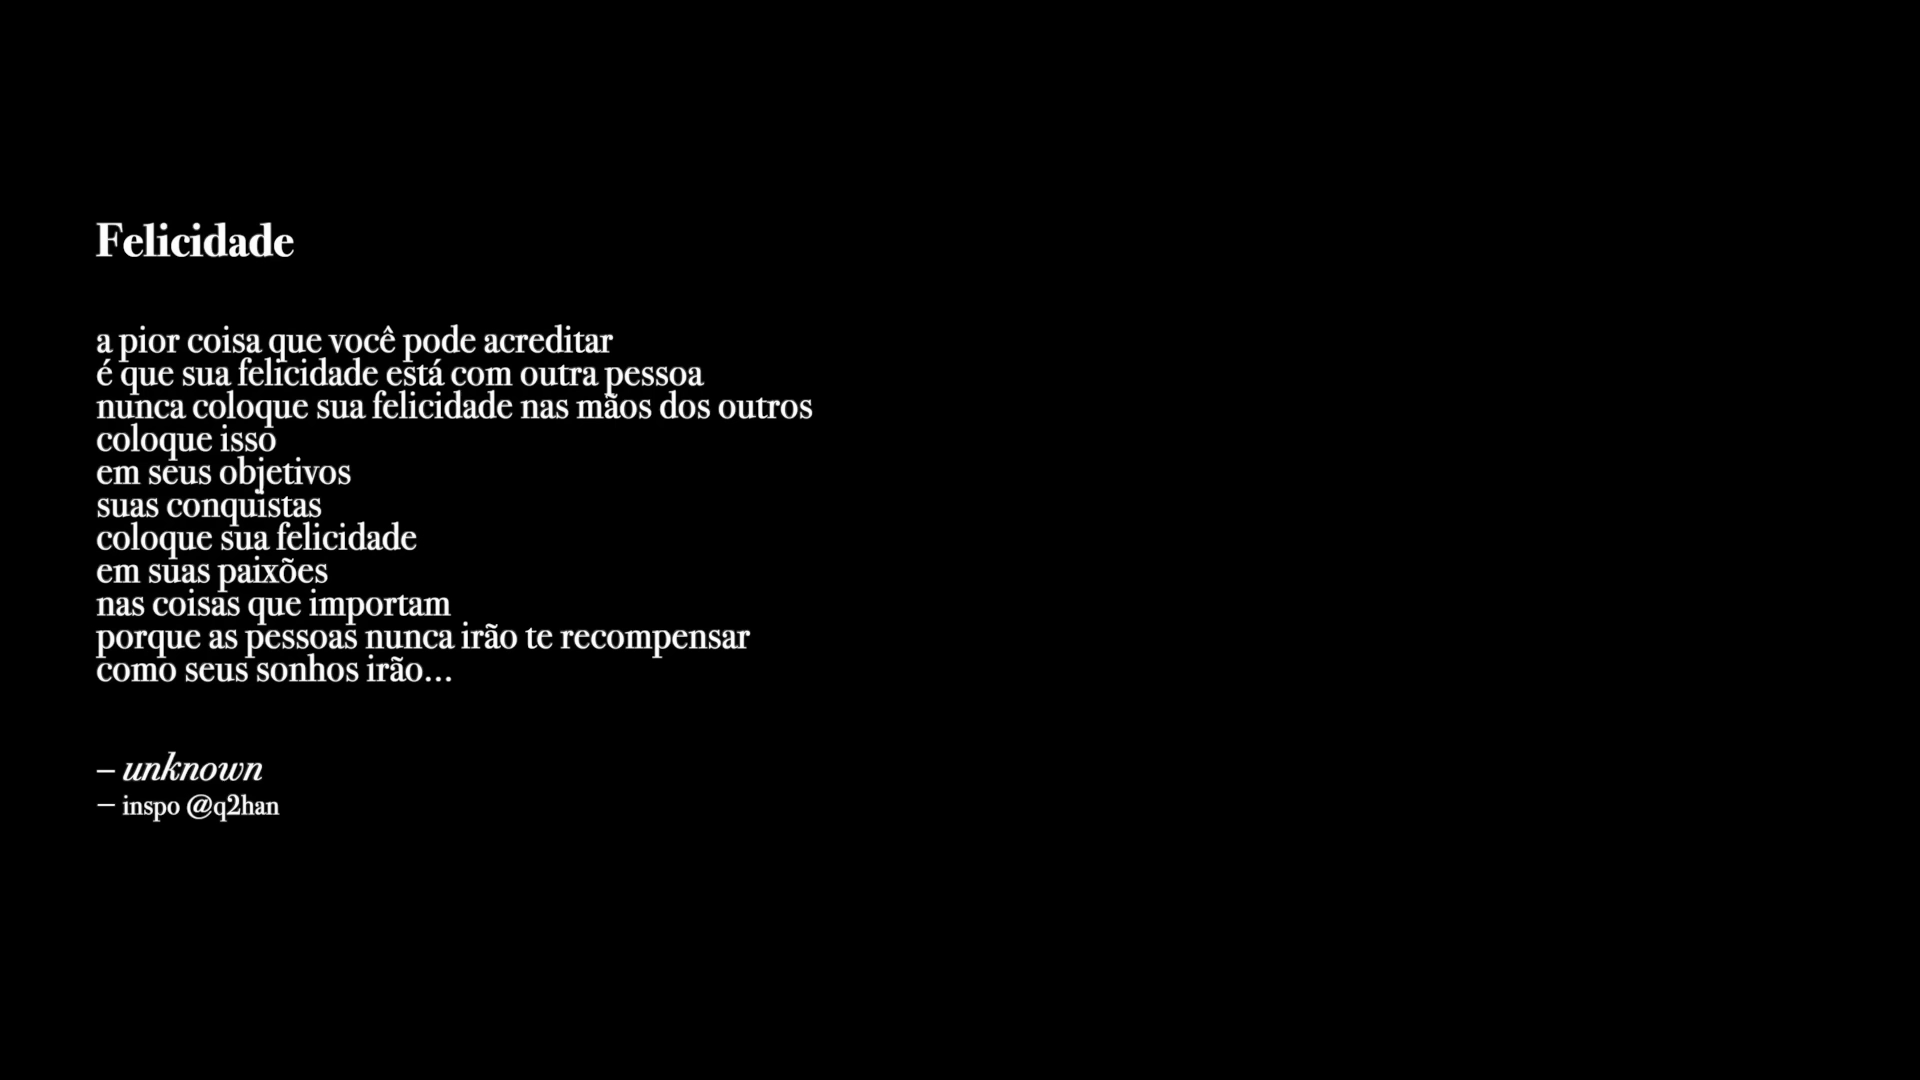 Felicidade
a pior coisa que você pode acreditar
é que sua felicidade está com outra pessoa
nunca coloque sua felicidade nas mãos dos outros
coloque isso
em seus objetivos
suas conquistas
coloque sua felicidade
em suas paixões
nas coisas que importam
porque as pessoas nunca irão te recompensar
como seus sonhos irão...
– unknown
– inspo @q2han